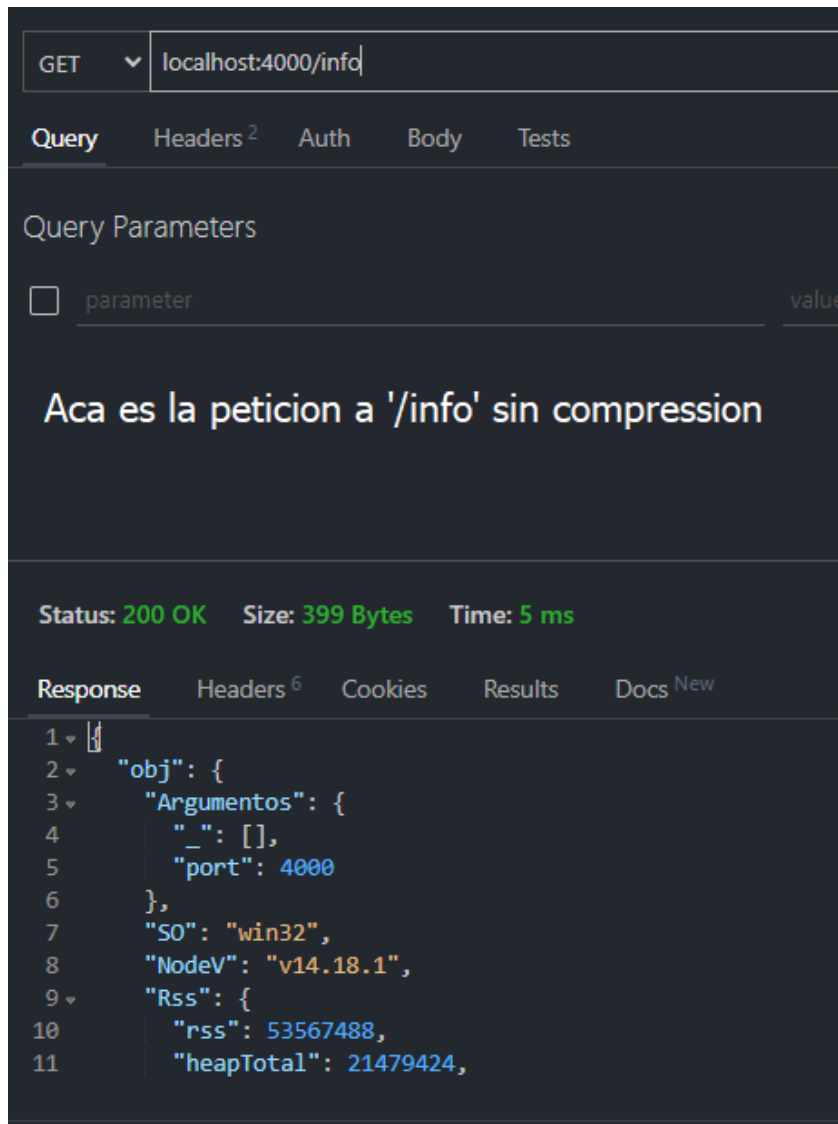 GET localhost:4000/info
Query Headers 2 Auth Body Tests
Query Parameters
parameter value
Aca es la peticion a '/info' sin compression
Status: 200 OK Size: 399 Bytes Time: 5 ms
Response Headers 6 Cookies Results Docs New
1 {
2 "obj": {
3 "Argumentos": {
4 "_": [],
5 "port": 4000
6 },
7 "SO": "win32",
8 "NodeV": "v14.18.1",
9 "Rss": {
10 "rss": 53567488,
11 "heapTotal": 21479424,